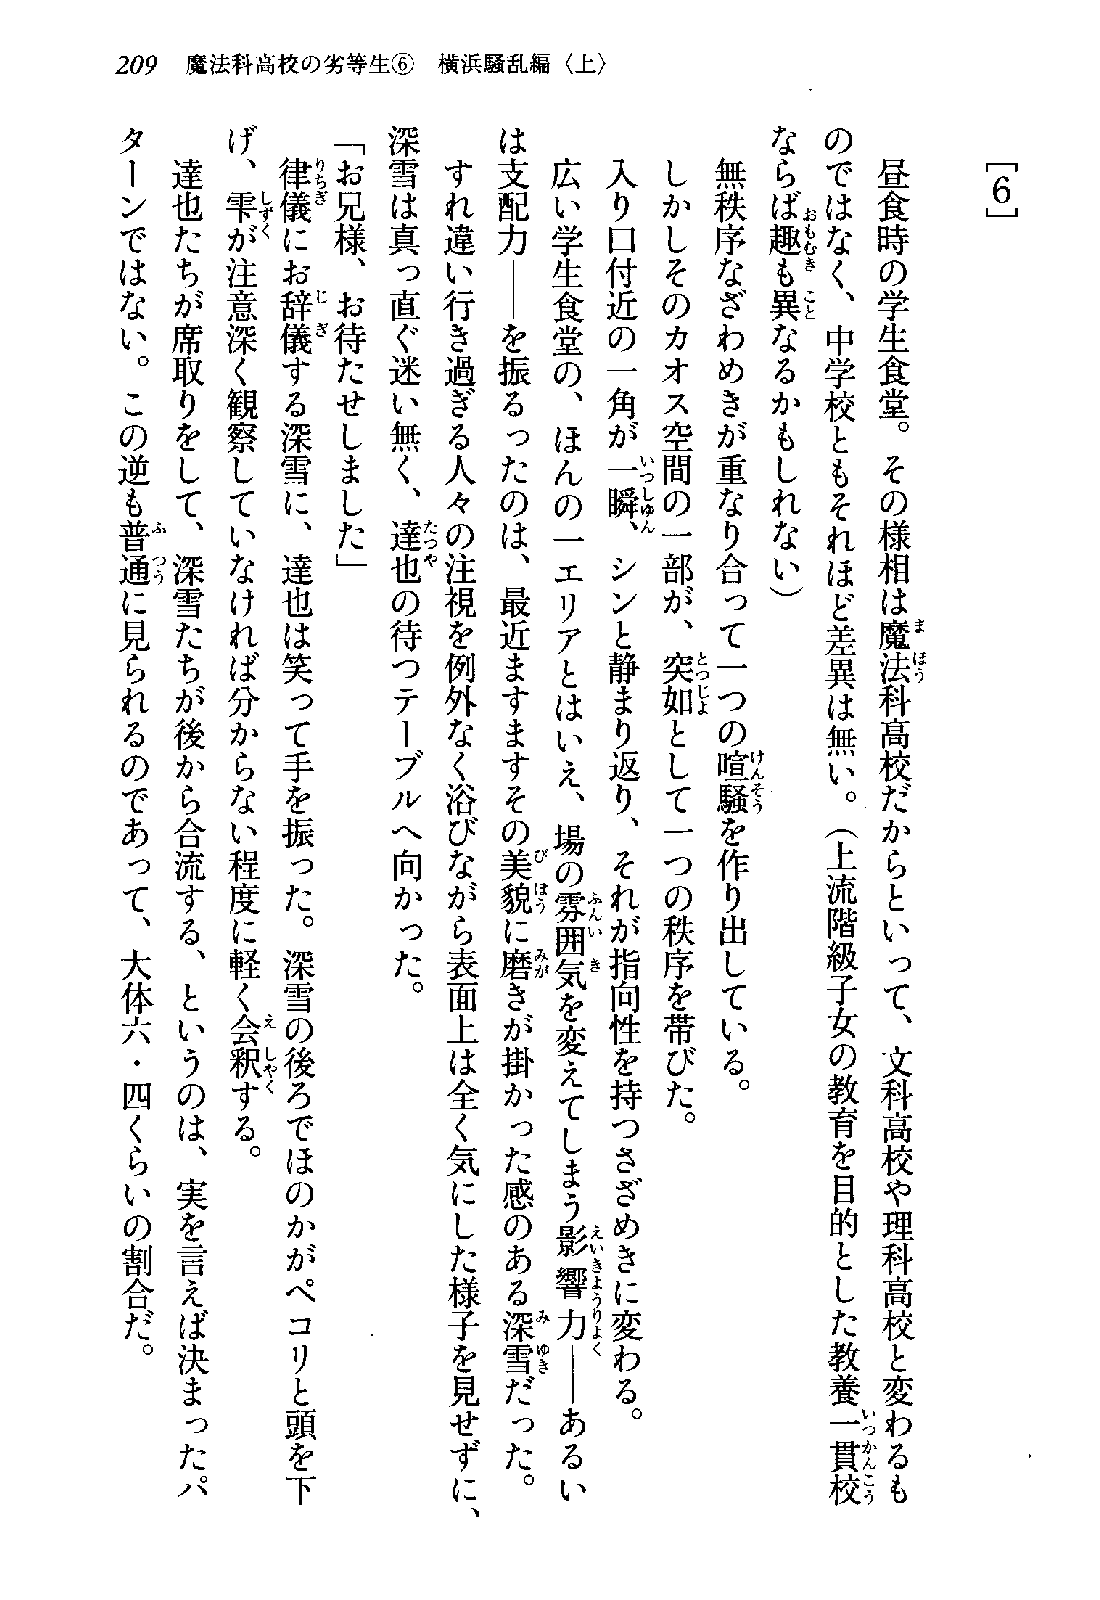 209　魔法科高校の劣等生⑥　横浜騒乱編〈上〉
［6］
　昼食時の学生食堂。その様相は魔法科高校だからといって、文科高校や理科高校と変わるも
のではなく、中学校ともそれほど差異は無い。（上流階級子女の教育を目的とした教養一貫校
ならば趣も異なるかもしれない）
　無秩序なざわめきが重なり合って一つの喧騒を作り出している。
　しかしそのカオス空間の一部が、突如として一つの秩序を帯びた。
　入り口付近の一角が一瞬、シンと静まり返り、それが指向性を持つさざめきに変わる。
　広い学生食堂の、ほんの一エリアとはいえ、場の雰囲気を変えてしまう影響力――あるい
は支配力――を振るったのは、最近ますますその美貌に磨きが掛かった感のある深雪だった。
　すれ違い行き過ぎる人々の注視を例外なく浴びながら表面上は全く気にした様子を見せずに、
深雪は真っ直ぐ迷い無く、達也の待つテーブルへ向かった。
「お兄様、お待たせしました」
　律儀にお辞儀する深雪に、達也は笑って手を振った。深雪の後ろでほのかがペコリと頭を下
げ、雫が注意深く観察していなければ分からない程度に軽く会釈する。
　達也たちが席取りをして、深雪たちが後から合流する、というのは、実を言えば決まったパ
ターンではない。この逆も普通に見られるのであって、大体六・四くらいの割合だ。